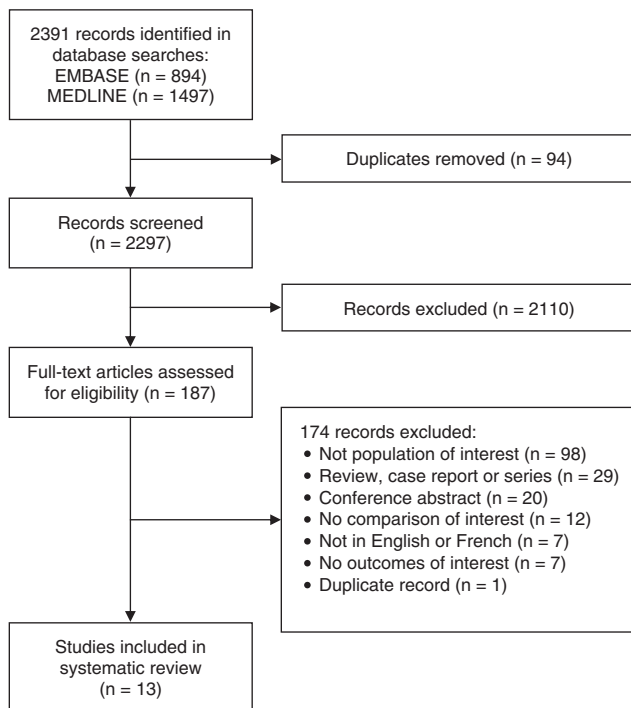 2391 records identified in
database searches:
EMBASE (n = 894)
MEDLINE (n = 1497)
Duplicates removed (n = 94)
Records screened
(n = 2297)
Records excluded (n = 2110)
Full-text articles assessed
for eligibility (n = 187)
174 records excluded:
• Not population of interest (n = 98)
• Review, case report or series (n = 29)
• Conference abstract (n = 20)
• No comparison of interest (n = 12)
• Not in English or French (n = 7)
• No outcomes of interest (n = 7)
• Duplicate record (n = 1)
Studies included in
systematic review
(n = 13)